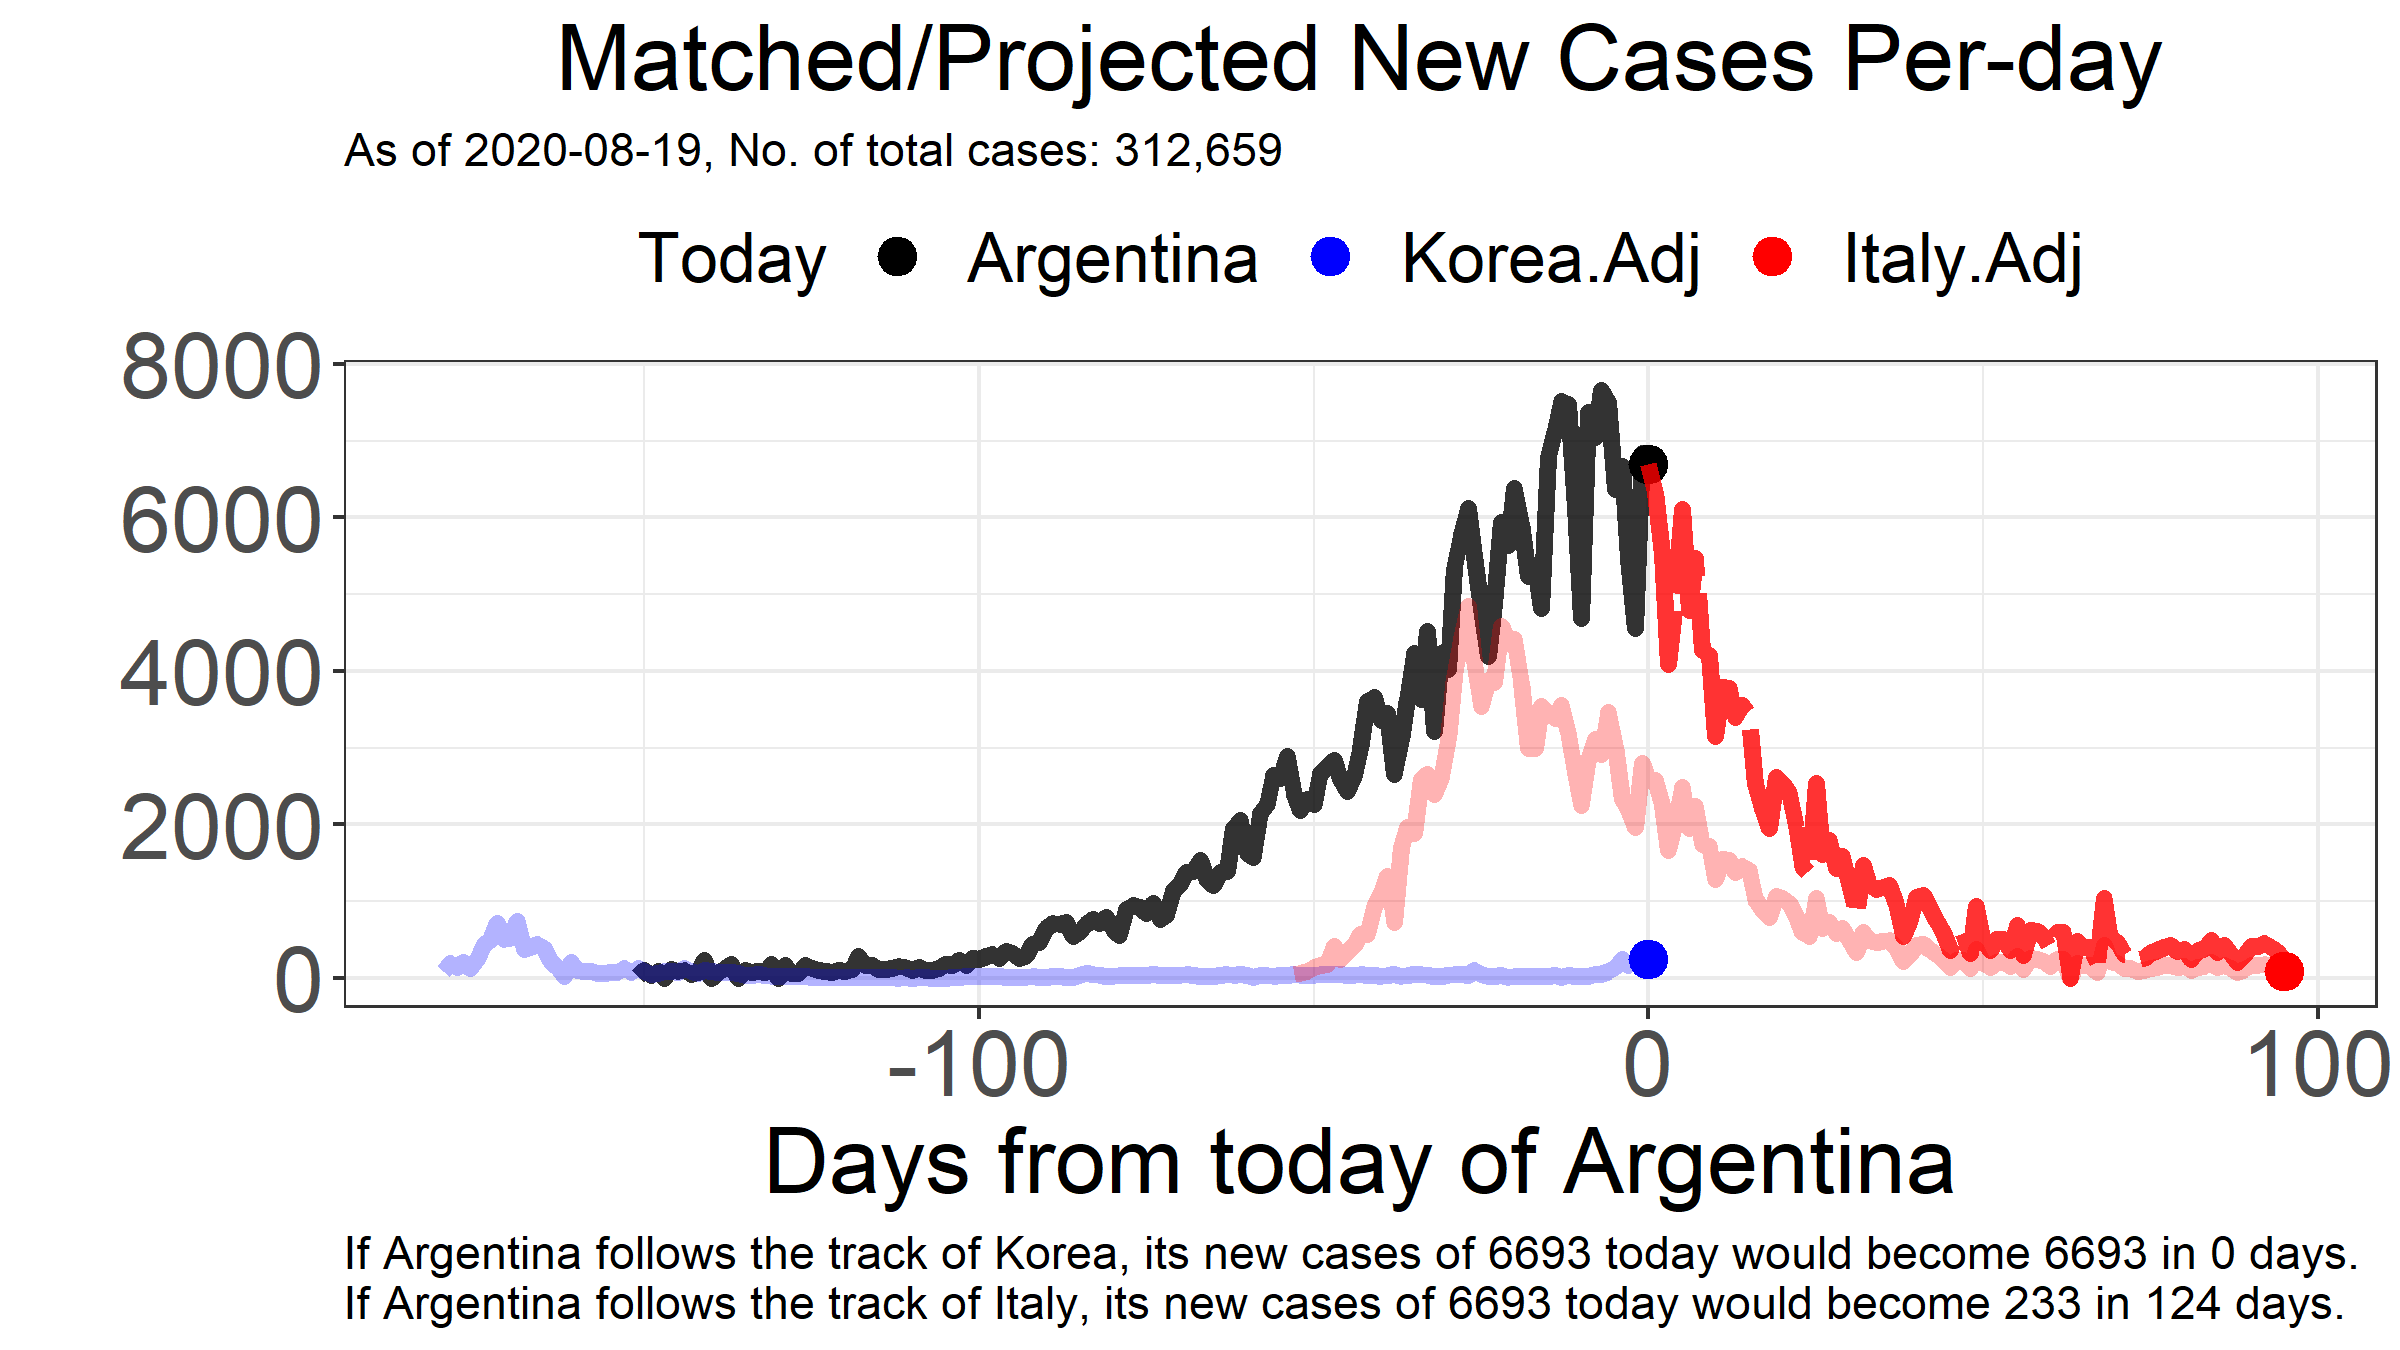 Matched/Projected New Cases Per-day
As of 2020-08-19, No. of total cases: 312,659
Today Argentina Korea.Adj Italy.Adj
8000
6000
4000
2000
0
-100 0 100
Days from today of Argentina
If Argentina follows the track of Korea, its new cases of 6693 today would become 6693 in 0 days.
If Argentina follows the track of Italy, its new cases of 6693 today would become 233 in 124 days.